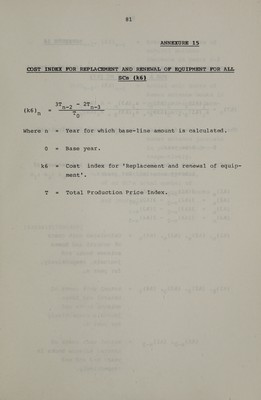 81
ANNEXURE 15
COST INDEX FOR REPLACEMENT AND RENEWAL OF EQUIPMENT FOR ALL
DCs (k6)
(k6)n = 3Tn-2 - 2Tn-3 / T0
Where n = Year for which base-line amount is calculated.
0 = Base year.
k6 = Cost index for 'Replacement and renewal of equip-
ment'.
T = Total Production Price Index.